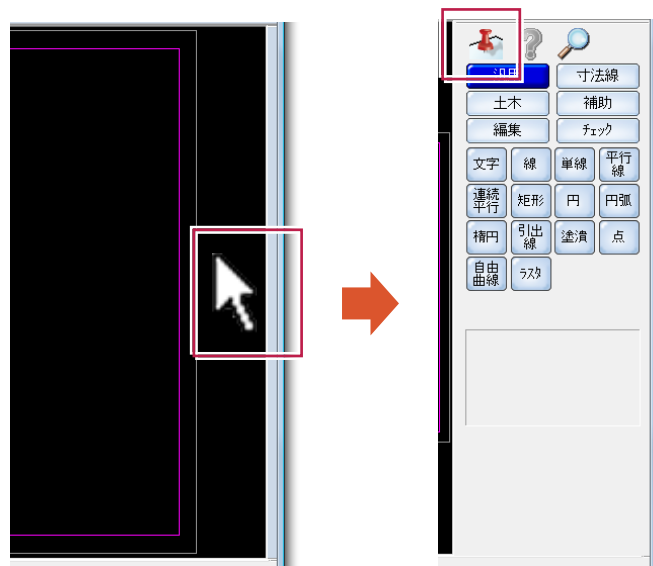 寸法線
土木
補助
編集
ﾁｪｯｸ
文字
線
単線
平行
線
連続
平行
矩形
円
円弧
楕円
引出
線
塗潰
点
自由
曲線
ﾗｽﾀ